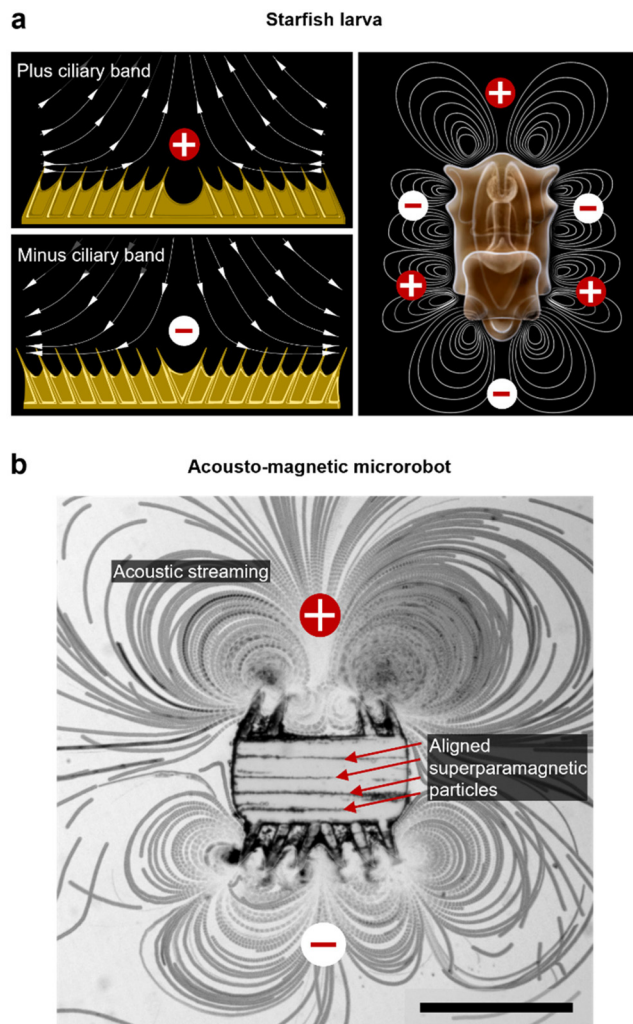 a
Starfish larva
Plus ciliary band
+
Minus ciliary band
−
+
−
−
+
+
−
b
Acousto-magnetic microrobot
Acoustic streaming
+
Aligned
superparamagnetic
particles
−